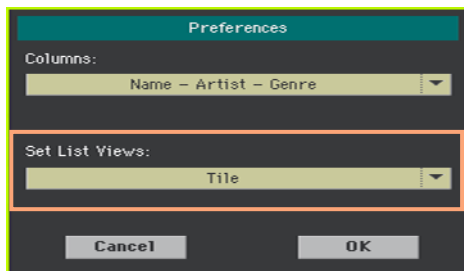 Preferences
Columns:
Name – Artist – Genre
Set List Views:
Tile
Cancel OK